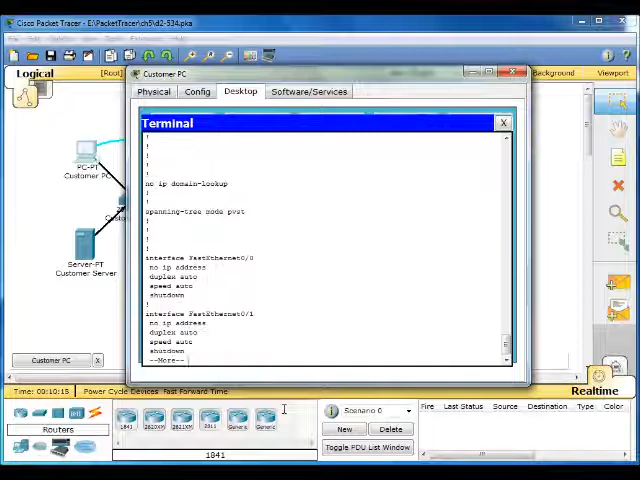 Cisco Packet Tracer - E:\PacketTracer\ch5\d2-534.pka
Logical
[Root]
Background
Viewport
Customer PC
Physical
Config
Desktop
Software/Services
Terminal
X
!
!
!
!
!
no ip domain-lookup
!
!
spanning-tree mode pvst
!
!
!
!
interface FastEthernet0/0
no ip address
duplex auto
speed auto
shutdown
!
interface FastEthernet0/1
no ip address
duplex auto
speed auto
shutdown
--More--
PC-PT
Customer PC
Server-PT
Customer Server
Customer PC
X
Time: 00:10:15
Power Cycle Devices
Fast Forward Time
Realtime
Routers
1841
2620XM
2621XM
2811
Generic
Generic
1841
Scenario 0
New
Delete
Toggle PDU List Window
Fire
Last Status
Source
Destination
Type
Color